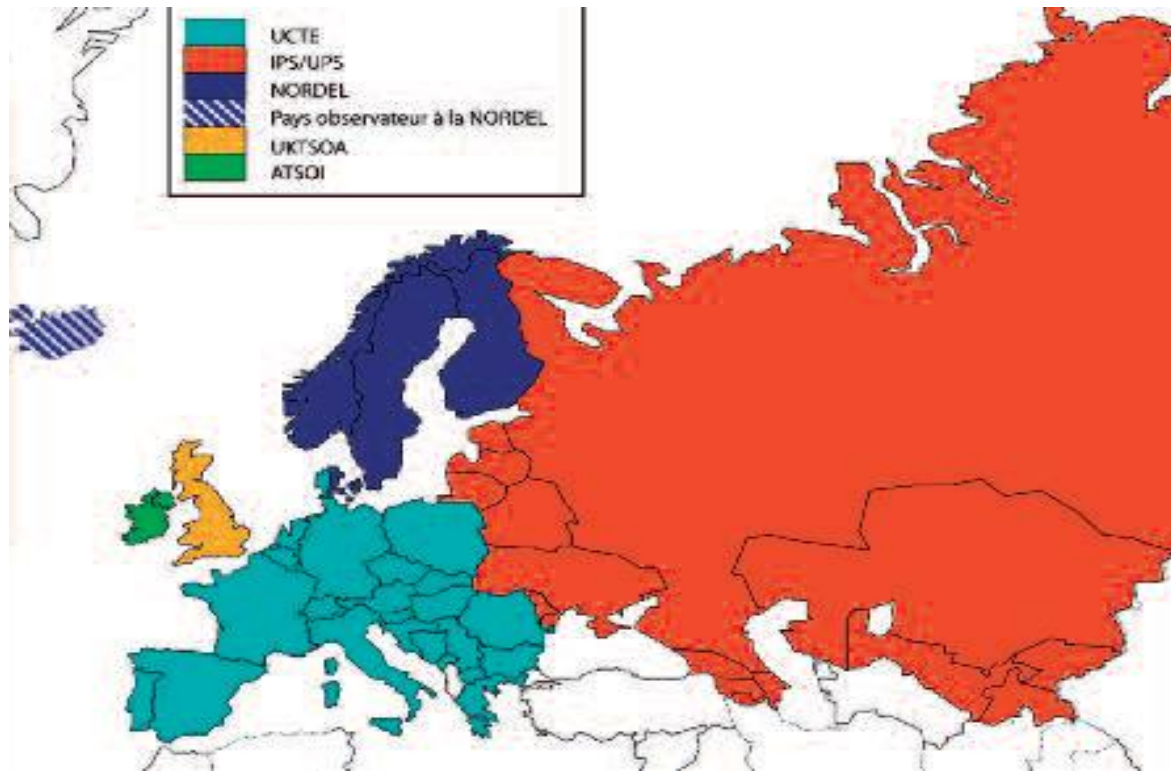 UCTE
IPS/UPS
NORDEL
Pays observateur à la NORDEL
UKTSOA
ATSOI